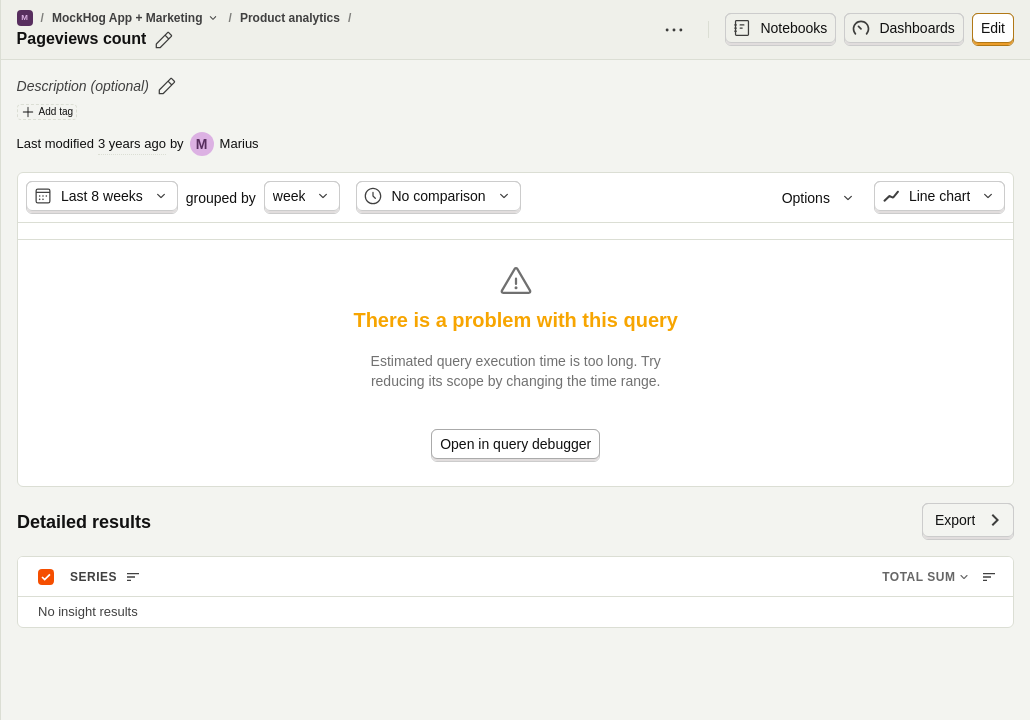 M / MockHog App + Marketing / Product analytics /
Pageviews count
Notebooks Dashboards Edit
Description (optional)
Add tag
Last modified 3 years ago by M Marius
Last 8 weeks grouped by week No comparison Options Line chart
There is a problem with this query
Estimated query execution time is too long. Try
reducing its scope by changing the time range.
Open in query debugger
Detailed results
Export
SERIES TOTAL SUM
No insight results